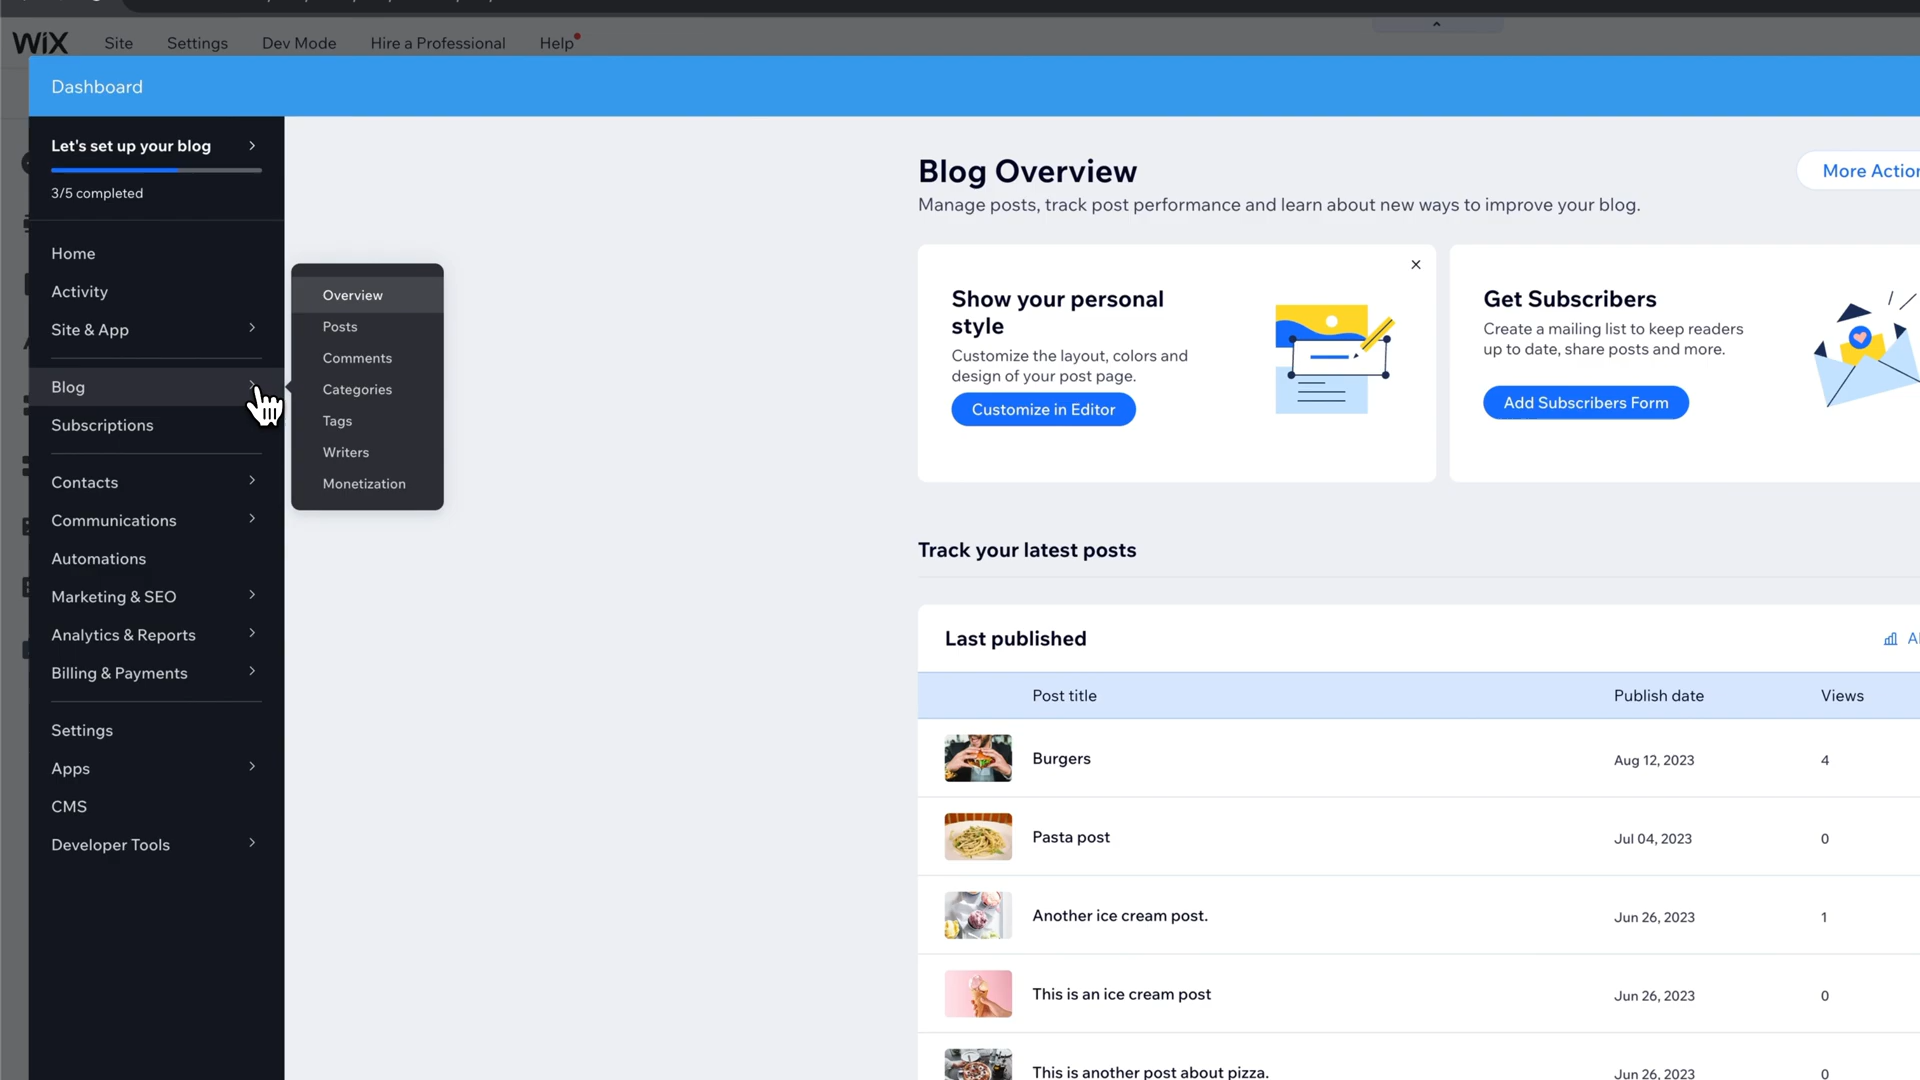 WiX Site Settings Dev Mode Hire a Professional Help
Dashboard
Let's set up your blog
3/5 completed
Home
Activity
Site & App
Blog
Subscriptions
Contacts
Communications
Automations
Marketing & SEO
Analytics & Reports
Billing & Payments
Settings
Apps
CMS
Developer Tools
Overview
Posts
Comments
Categories
Tags
Writers
Monetization
Blog Overview
More Action
Manage posts, track post performance and learn about new ways to improve your blog.
Show your personal
style
Customize the layout, colors and
design of your post page.
Customize in Editor
Get Subscribers
Create a mailing list to keep readers
up to date, share posts and more.
Add Subscribers Form
Track your latest posts
Last published
Post title Publish date Views
Burgers Aug 12, 2023 4
Pasta post Jul 04, 2023 0
Another ice cream post. Jun 26, 2023 1
This is an ice cream post Jun 26, 2023 0
This is another post about pizza. Jun 26, 2023 0